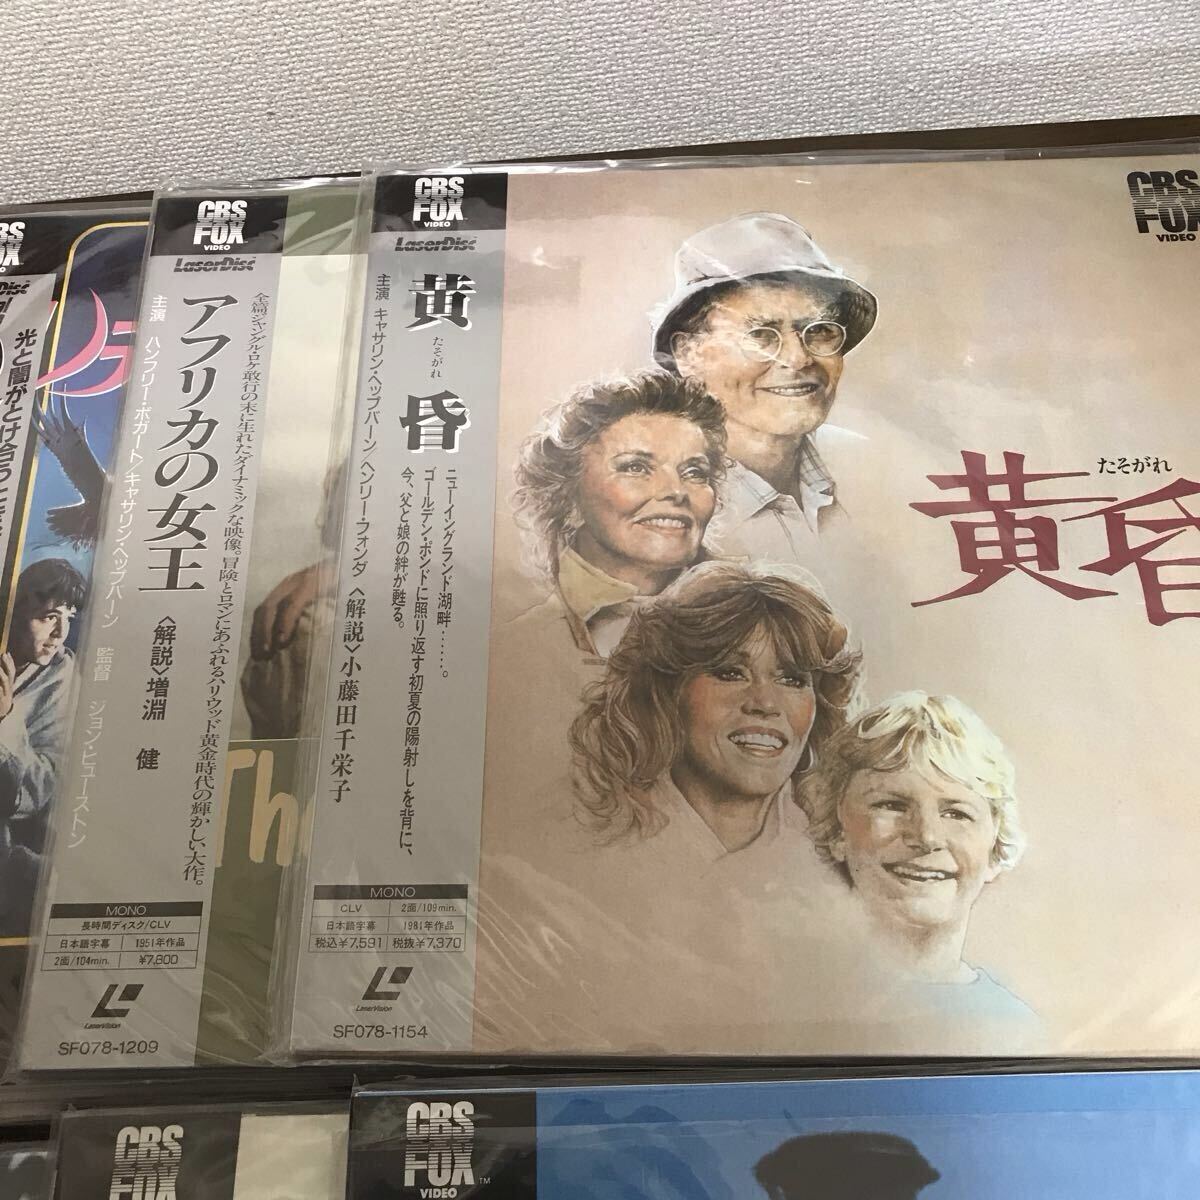 光と闇がとけ合う
CBS
FOX
VIDEO
LaserDisc
アフリカの女王
主演 ハンフリー・ボガート/キャサリン・ヘップバーン 監督 ジョン・ヒューストン
〈解説〉増淵 健
全篇ジャングル・ロケ敢行の末に生れたダイナミックな映像。冒険とロマンにあふれるハリウッド黄金時代の輝かしい大作。
MONO
長時間ディスク/CLV
日本語字幕 1951年作品
2面/104min. ¥7,800
LaserVision
SF078-1209
The
CBS
FOX
VIDEO
LaserDisc
黄昏
たそがれ
主演 キャサリン・ヘップバーン/ヘンリー・フォンダ 〈解説〉小藤田千栄子
ニューイングランド湖畔……。
ゴールデン・ポンドに照り返す初夏の陽射しを背に、
今、父と娘の絆が甦る。
MONO
CLV 2面/109min.
日本語字幕 1981年作品
税込¥7,591 税抜¥7,370
LaserVision
SF078-1154
CBS
FOX
VIDEO
たそがれ
黄昏
CBS
CBS
FOX
VIDEO
TM